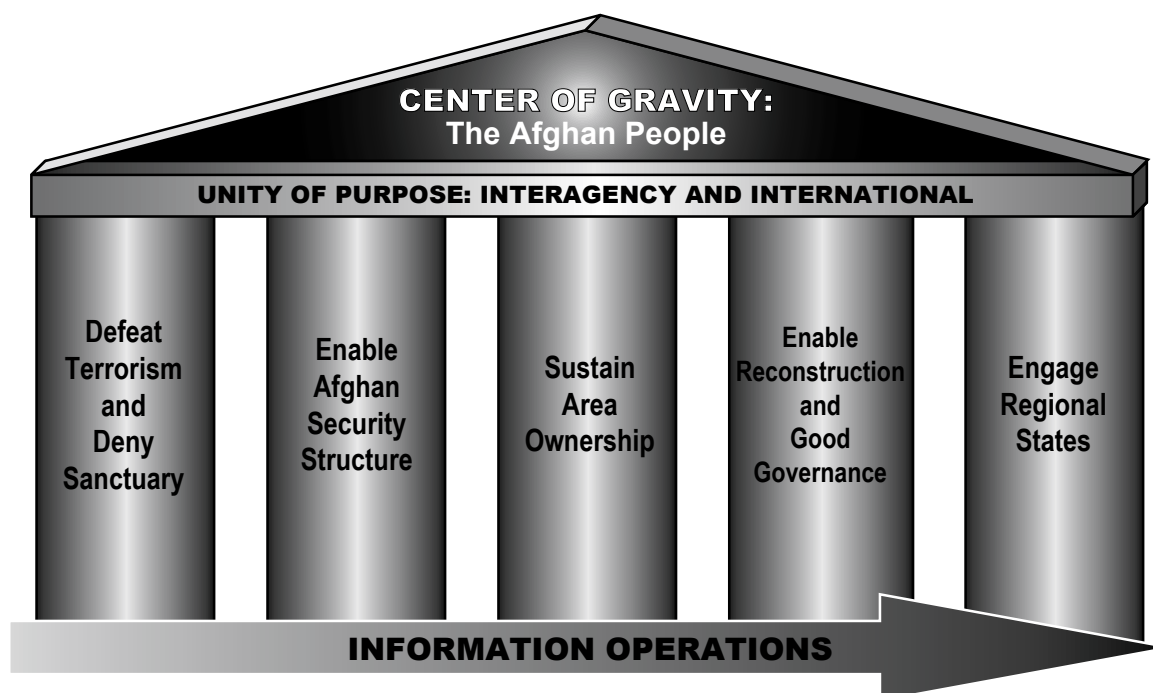 CENTER OF GRAVITY:
The Afghan People
UNITY OF PURPOSE: INTERAGENCY AND INTERNATIONAL
Defeat
Terrorism
and
Deny
Sanctuary
Enable
Afghan
Security
Structure
Sustain
Area
Ownership
Enable
Reconstruction
and
Good
Governance
Engage
Regional
States
INFORMATION OPERATIONS